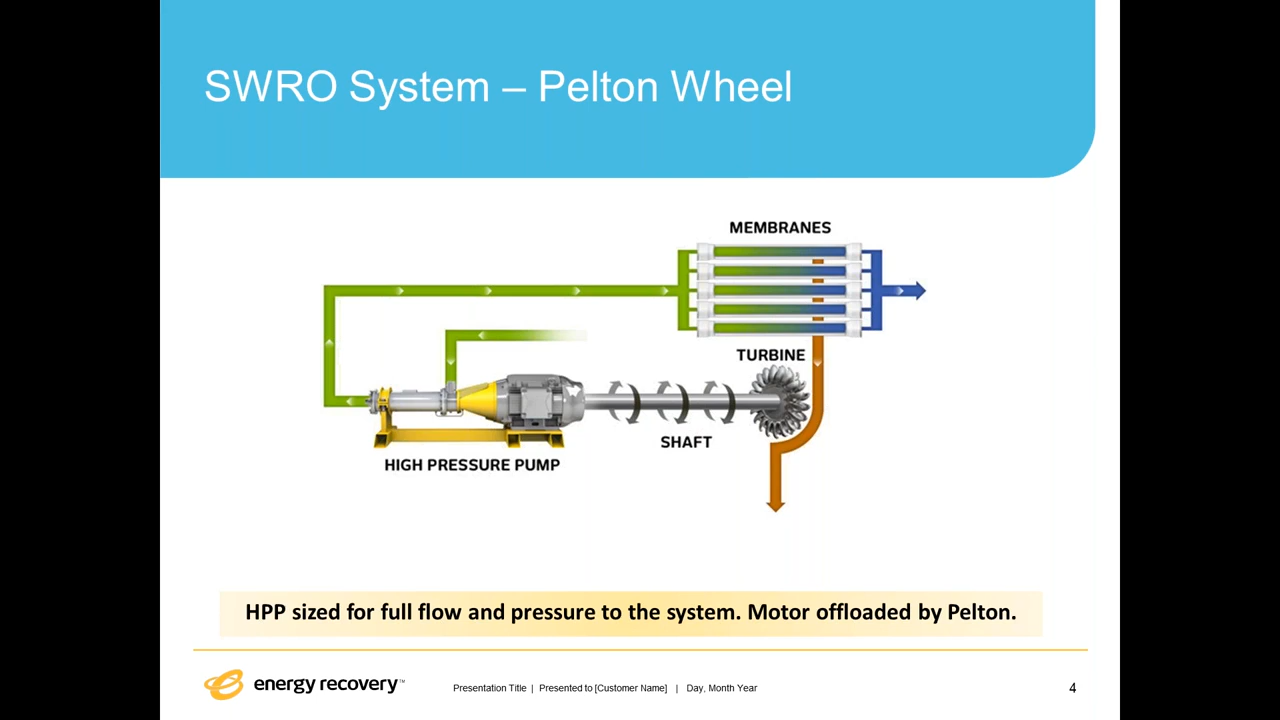 SWRO System – Pelton Wheel
MEMBRANES
TURBINE
SHAFT
HIGH PRESSURE PUMP
HPP sized for full flow and pressure to the system. Motor offloaded by Pelton.
energy recovery™
Presentation Title | Presented to [Customer Name] | Day, Month Year
4